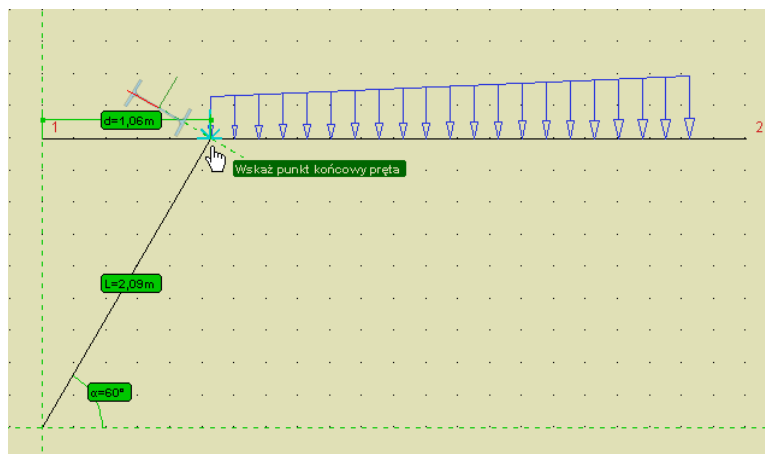 1
d=1,06m
2
Wskaż punkt końcowy pręta
L=2,09m
α=60°